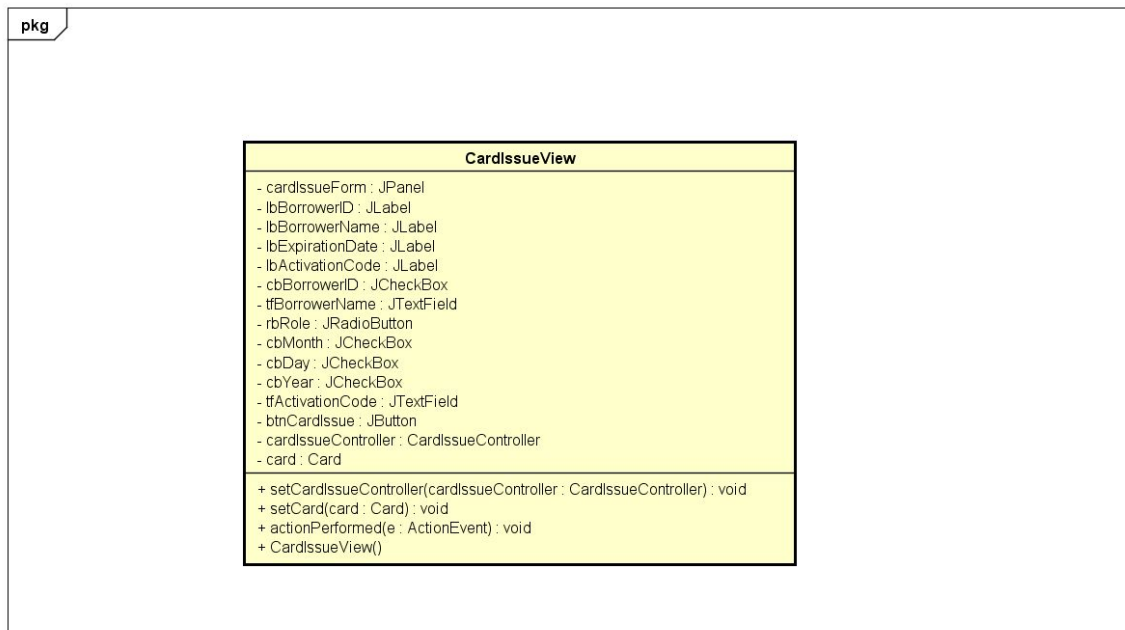 pkg
CardIssueView
- cardIssueForm : JPanel
- lbBorrowerID : JLabel
- lbBorrowerName : JLabel
- lbExpirationDate : JLabel
- lbActivationCode : JLabel
- cbBorrowerID : JCheckBox
- tfBorrowerName : JTextField
- rbRole : JRadioButton
- cbMonth : JCheckBox
- cbDay : JCheckBox
- cbYear : JCheckBox
- tfActivationCode : JTextField
- btnCardIssue : JButton
- cardIssueController : CardIssueController
- card : Card
+ setCardIssueController(cardIssueController : CardIssueController) : void
+ setCard(card : Card) : void
+ actionPerformed(e : ActionEvent) : void
+ CardIssueView()